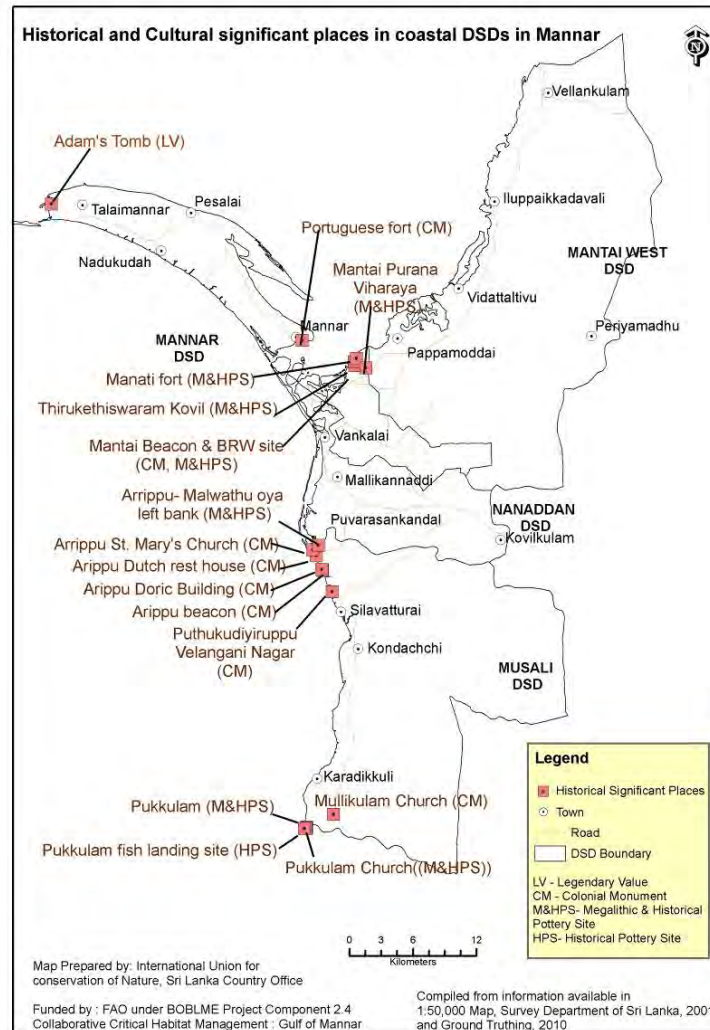 Historical and Cultural significant places in coastal DSDs in Mannar
N
Vellankulam
Adam's Tomb (LV)
Talaimannar
Pesalai
Iluppaikkadavali
Portuguese fort (CM)
Nadukudah
Mantai Purana
Viharaya
(M&HPS)
MANTAI WEST
DSD
Vidattaltivu
Mannar
Periyamadhu
MANNAR
DSD
Pappamoddai
Manati fort (M&HPS)
Thirukethiswaram Kovil (M&HPS)
Mantai Beacon & BRW site
(CM, M&HPS)
Vankalai
Mallikannaddi
Arrippu- Malwathu oya
left bank (M&HPS)
Puvarasankandal
NANADDAN
DSD
Kovilkulam
Arrippu St. Mary's Church (CM)
Arippu Dutch rest house (CM)
Arippu Doric Building (CM)
Arippu beacon (CM)
Silavatturai
Puthukudiyiruppu
Velangani Nagar
(CM)
Kondachchi
MUSALI
DSD
Karadikkuli
Mullikulam Church (CM)
Pukkulam (M&HPS)
Pukkulam fish landing site (HPS)
Pukkulam Church((M&HPS))
Legend
Historical Significant Places
Town
Road
DSD Boundary
LV - Legendary Value
CM - Colonial Monument
M&HPS- Megalithic & Historical
Pottery Site
HPS- Historical Pottery Site
0 3 6 12
Kilometers
Map Prepared by: International Union for
conservation of Nature, Sri Lanka Country Office
Funded by : FAO under BOBLME Project Component 2.4
Collaborative Critical Habitat Management : Gulf of Mannar
Compiled from information available in
1:50,000 Map, Survey Department of Sri Lanka, 2001
and Ground Truthing, 2010